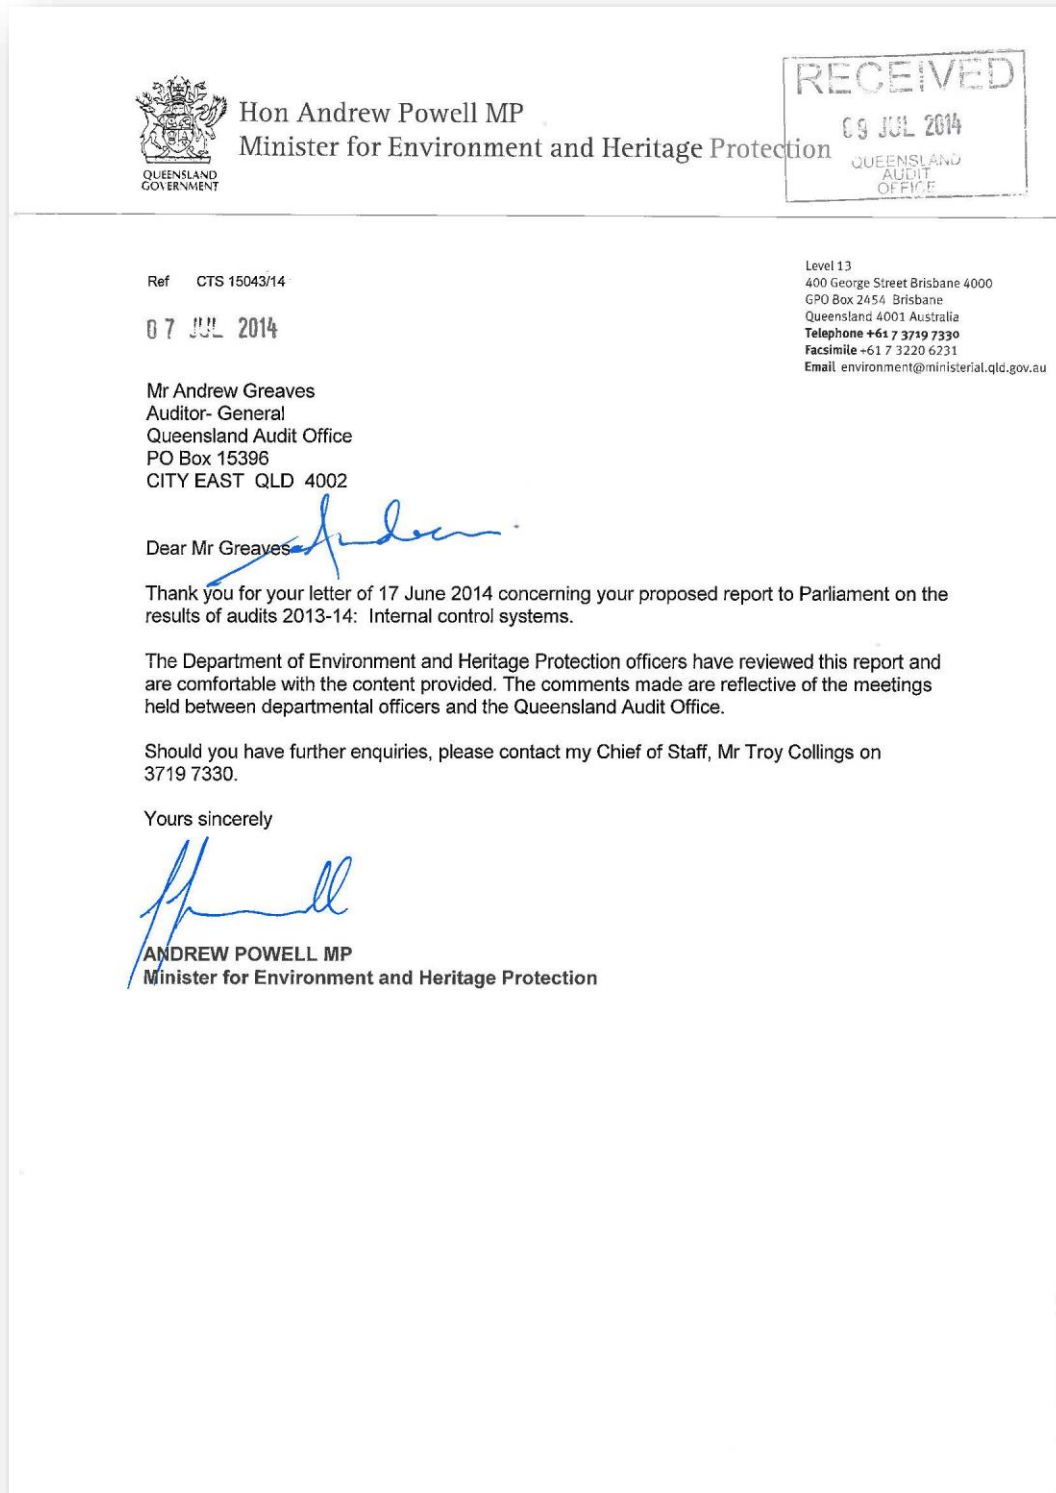 Hon Andrew Powell MP
Minister for Environment and Heritage Protection
QUEENSLAND
GOVERNMENT
RECEIVED
09 JUL 2014
QUEENSLAND
AUDIT
OFFICE
Ref CTS 15043/14
07 JUL 2014
Level 13
400 George Street Brisbane 4000
GPO Box 2454 Brisbane
Queensland 4001 Australia
Telephone +61 7 3719 7330
Facsimile +61 7 3220 6231
Email environment@ministerial.qld.gov.au
Mr Andrew Greaves
Auditor- General
Queensland Audit Office
PO Box 15396
CITY EAST QLD 4002
Dear Mr Greaves Andrew
Thank you for your letter of 17 June 2014 concerning your proposed report to Parliament on the
results of audits 2013-14: Internal control systems.
The Department of Environment and Heritage Protection officers have reviewed this report and
are comfortable with the content provided. The comments made are reflective of the meetings
held between departmental officers and the Queensland Audit Office.
Should you have further enquiries, please contact my Chief of Staff, Mr Troy Collings on
3719 7330.
Yours sincerely
ANDREW POWELL MP
Minister for Environment and Heritage Protection